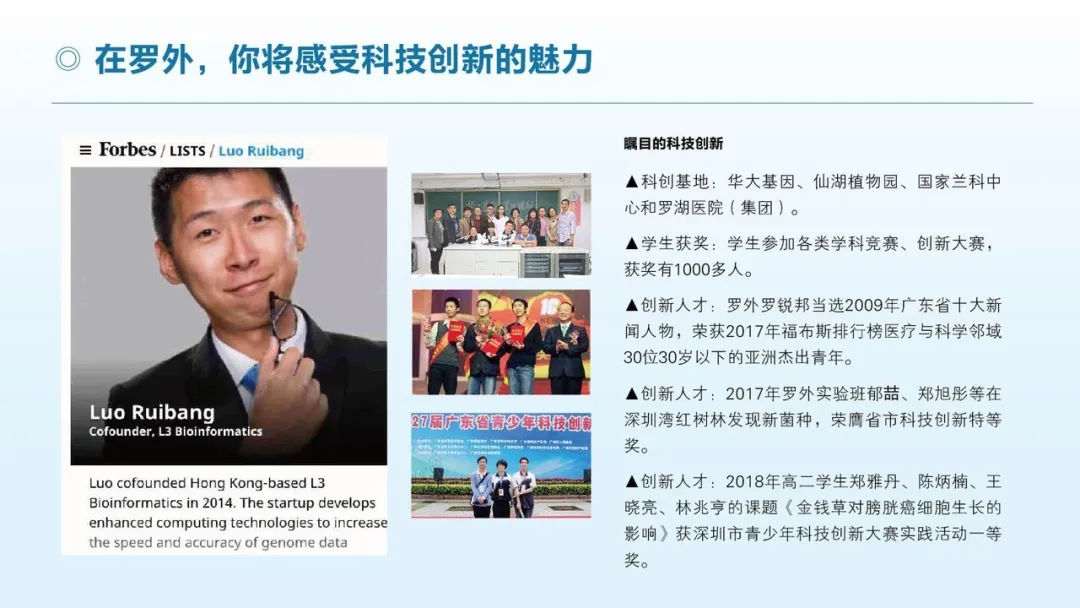 在罗外，你将感受科技创新的魅力
Forbes / LISTS / Luo Ruibang
Luo Ruibang
Cofounder, L3 Bioinformatics
Luo cofounded Hong Kong-based L3
Bioinformatics in 2014. The startup develops
enhanced computing technologies to increase
the speed and accuracy of genome data
27届广东省青少年科技创新
瞩目的科技创新
▲科创基地：华大基因、仙湖植物园、国家兰科中
心和罗湖医院（集团）。
▲学生获奖：学生参加各类学科竞赛、创新大赛，
获奖有1000多人。
▲创新人才：罗外罗锐邦当选2009年广东省十大新
闻人物，荣获2017年福布斯排行榜医疗与科学邻域
30位30岁以下的亚洲杰出青年。
▲创新人才：2017年罗外实验班郁喆、郑旭彤等在
深圳湾红树林发现新菌种，荣膺省市科技创新特等
奖。
▲创新人才：2018年高二学生郑雅丹、陈炳楠、王
晓亮、林兆亨的课题《金钱草对膀胱癌细胞生长的
影响》获深圳市青少年科技创新大赛实践活动一等
奖。